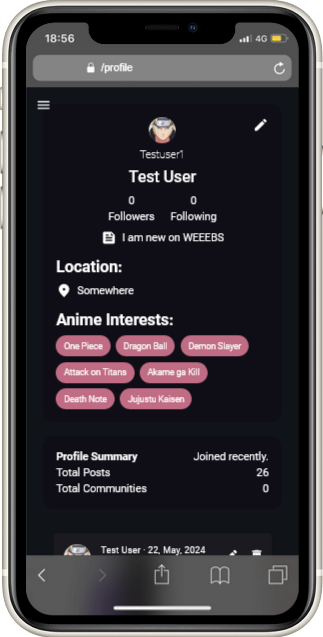 18:56
4G
/profile
Testuser1
Test User
0 0
Followers Following
I am new on WEEEBS
Location:
Somewhere
Anime Interests:
One Piece Dragon Ball Demon Slayer
Attack on Titans Akame ga Kill
Death Note Jujustu Kaisen
Profile Summary Joined recently.
Total Posts 26
Total Communities 0
Test User · 22, May, 2024